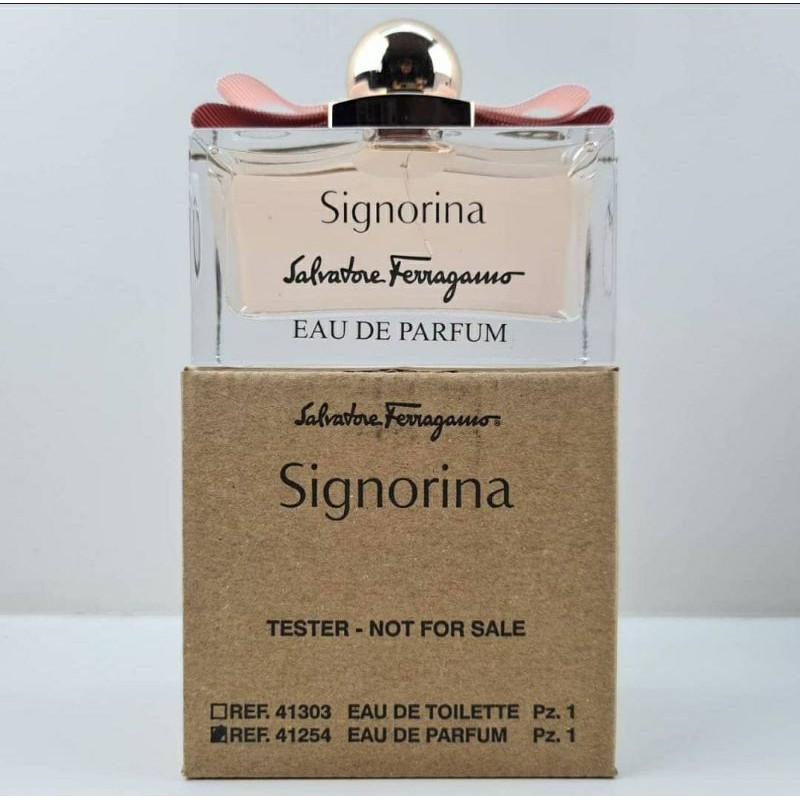 Signorina
Salvatore Ferragamo
EAU DE PARFUM
Salvatore Ferragamo®
Signorina
TESTER - NOT FOR SALE
☐REF. 41303 EAU DE TOILETTE Pz. 1
☑REF. 41254 EAU DE PARFUM Pz. 1